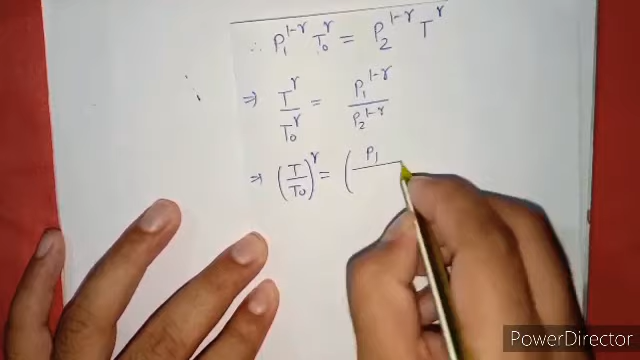 ∴ P₁^{1-γ} T₀^γ = P₂^{1-γ} T^γ
⇒ T^γ / T₀^γ = P₁^{1-γ} / P₂^{1-γ}
⇒ (T / T₀)^γ = ( P₁
PowerDirector